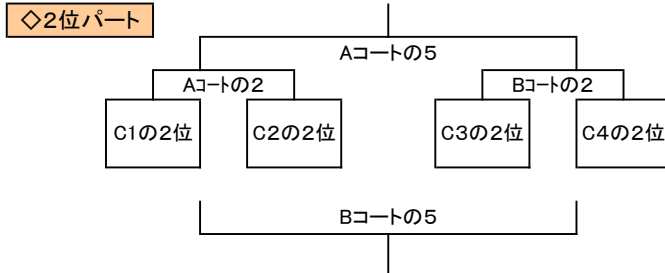 ◇2位パート
Aコートの5
Aコートの2
Bコートの2
C1の2位
C2の2位
C3の2位
C4の2位
Bコートの5